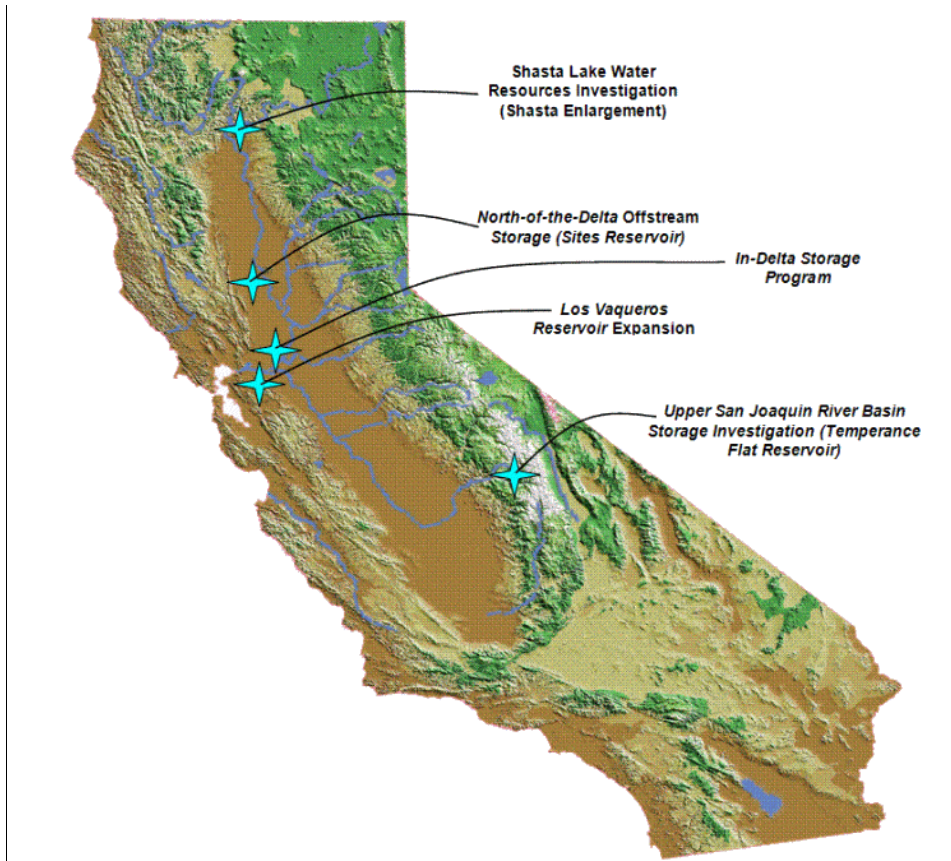 Shasta Lake Water
Resources Investigation
(Shasta Enlargement)
North-of-the-Delta Offstream
Storage (Sites Reservoir)
In-Delta Storage
Program
Los Vaqueros
Reservoir Expansion
Upper San Joaquin River Basin
Storage Investigation (Temperance
Flat Reservoir)